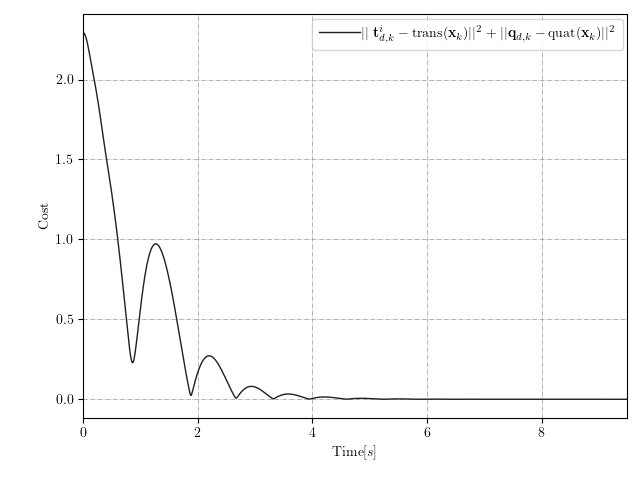 || t^i_{d,k} − trans(x_k)||² + ||q_{d,k} − quat(x_k)||²
2.0
1.5
1.0
0.5
0.0
Cost
0 2 4 6 8
Time[s]